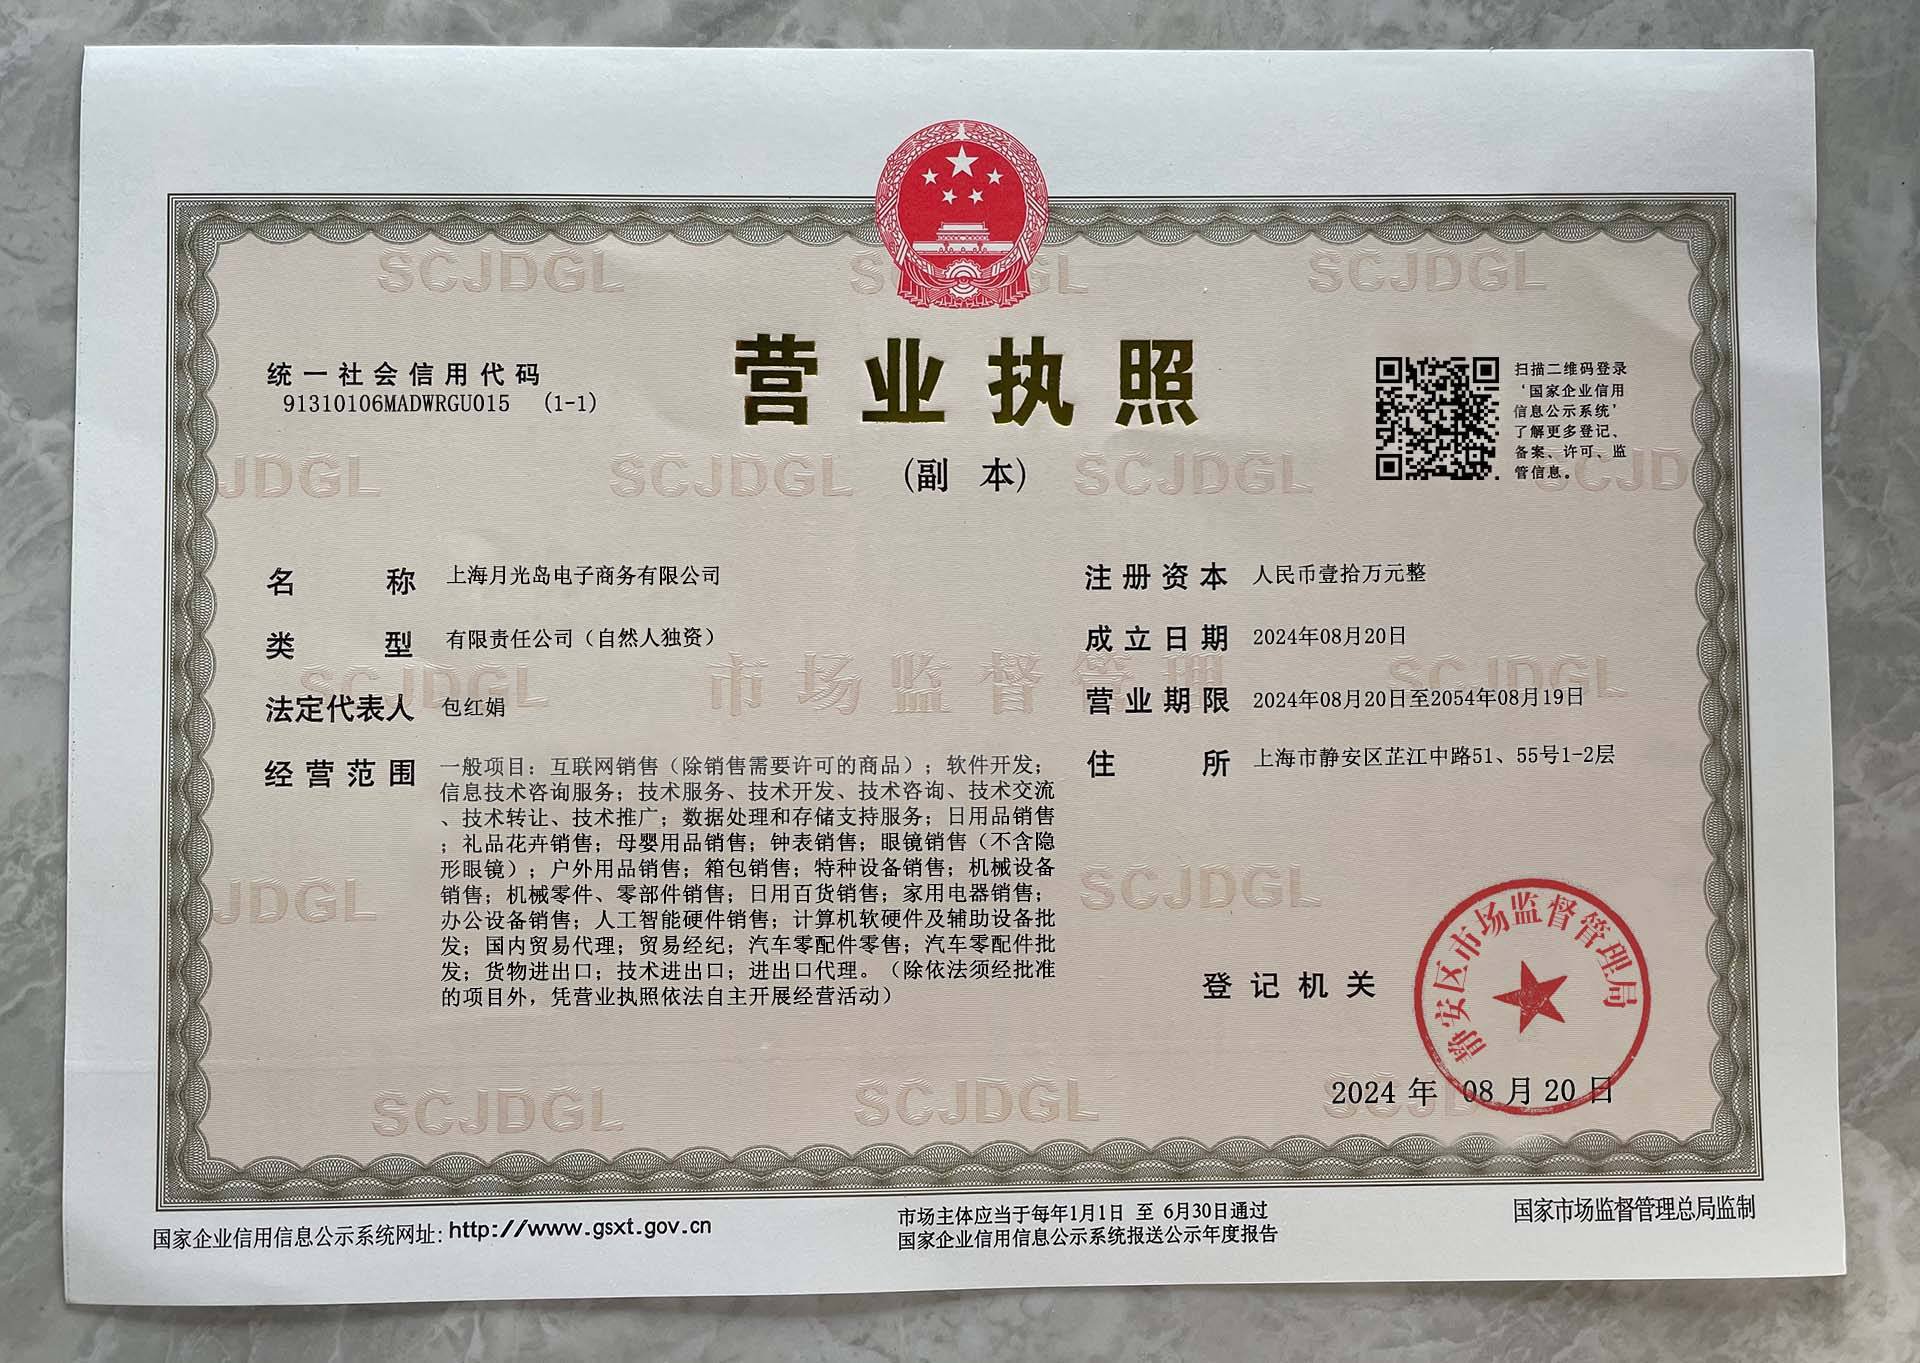 营业执照
(副 本)
统一社会信用代码
91310106MADWRGU015 (1-1)
扫描二维码登录
‘国家企业信用
信息公示系统’
了解更多登记、
备案、许可、监
管信息。
名称 上海月光岛电子商务有限公司
类型 有限责任公司（自然人独资）
法定代表人 包红娟
经营范围 一般项目：互联网销售（除销售需要许可的商品）；软件开发；
信息技术咨询服务；技术服务、技术开发、技术咨询、技术交流
、技术转让、技术推广；数据处理和存储支持服务；日用品销售
；礼品花卉销售；母婴用品销售；钟表销售；眼镜销售（不含隐
形眼镜）；户外用品销售；箱包销售；特种设备销售；机械设备
销售；机械零件、零部件销售；日用百货销售；家用电器销售；
办公设备销售；人工智能硬件销售；计算机软硬件及辅助设备批
发；国内贸易代理；贸易经纪；汽车零配件零售；汽车零配件批
发；货物进出口；技术进出口；进出口代理。（除依法须经批准
的项目外，凭营业执照依法自主开展经营活动）
注册资本 人民币壹拾万元整
成立日期 2024年08月20日
营业期限 2024年08月20日至2054年08月19日
住所 上海市静安区芷江中路51、55号1-2层
登记机关
静安区市场监督管理局
2024 年 08 月 20 日
SCJDGL
市场监督管理
国家企业信用信息公示系统网址: http://www.gsxt.gov.cn
市场主体应当于每年1月1日 至 6月30日通过
国家企业信用信息公示系统报送公示年度报告
国家市场监督管理总局监制